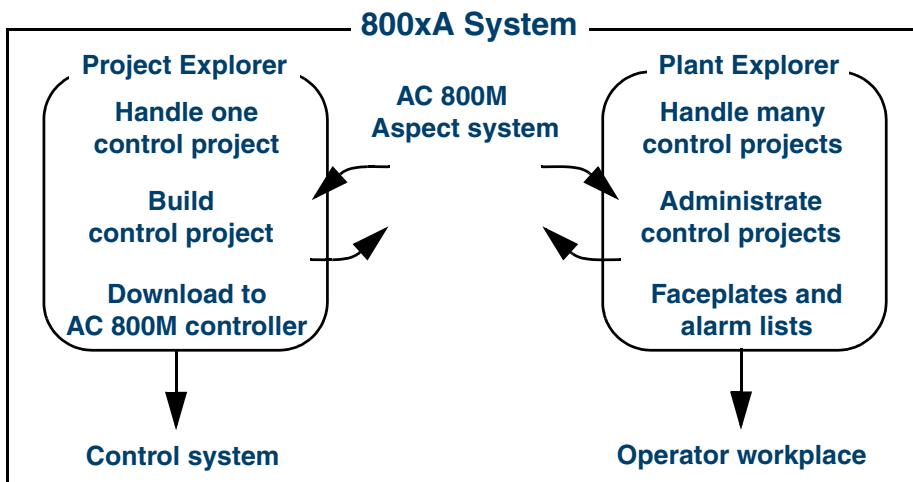 800xA System
Project Explorer
Handle one
control project
Build
control project
Download to
AC 800M controller
Control system
AC 800M
Aspect system
Plant Explorer
Handle many
control projects
Administrate
control projects
Faceplates and
alarm lists
Operator workplace